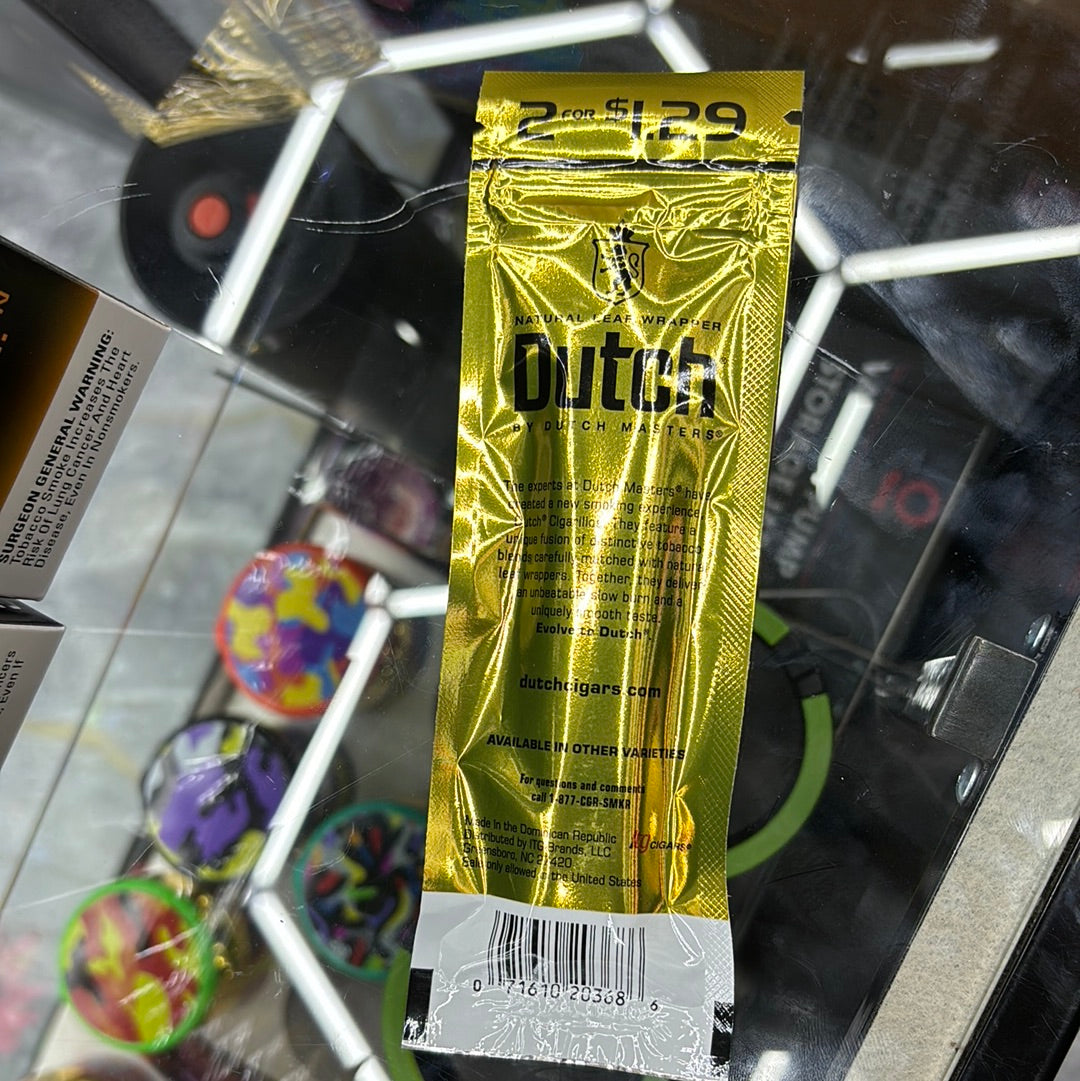 2 FOR $1.29
NATURAL LEAF WRAPPER
Dutch
BY DUTCH MASTERS®
The experts at Dutch Masters® have
created a new smoking experience
Dutch® Cigarillos. They feature a
unique fusion of distinctive tobacco
blends carefully matched with natural
leaf wrappers. Together, they deliver
an unbeatable slow burn and a
uniquely smooth taste.
Evolve to Dutch®.
dutchcigars.com
AVAILABLE IN OTHER VARIETIES
For questions and comments
call 1-877-CGR-SMKR
Made in the Dominican Republic
Distributed by ITG Brands, LLC
Greensboro, NC 27420
Sale only allowed in the United States
itg CIGARS®
0 71610 20368 6
SURGEON GENERAL WARNING:
Tobacco Smoke Increases The
Risk Of Lung Cancer And Heart
Disease, Even In Nonsmokers.
Even If